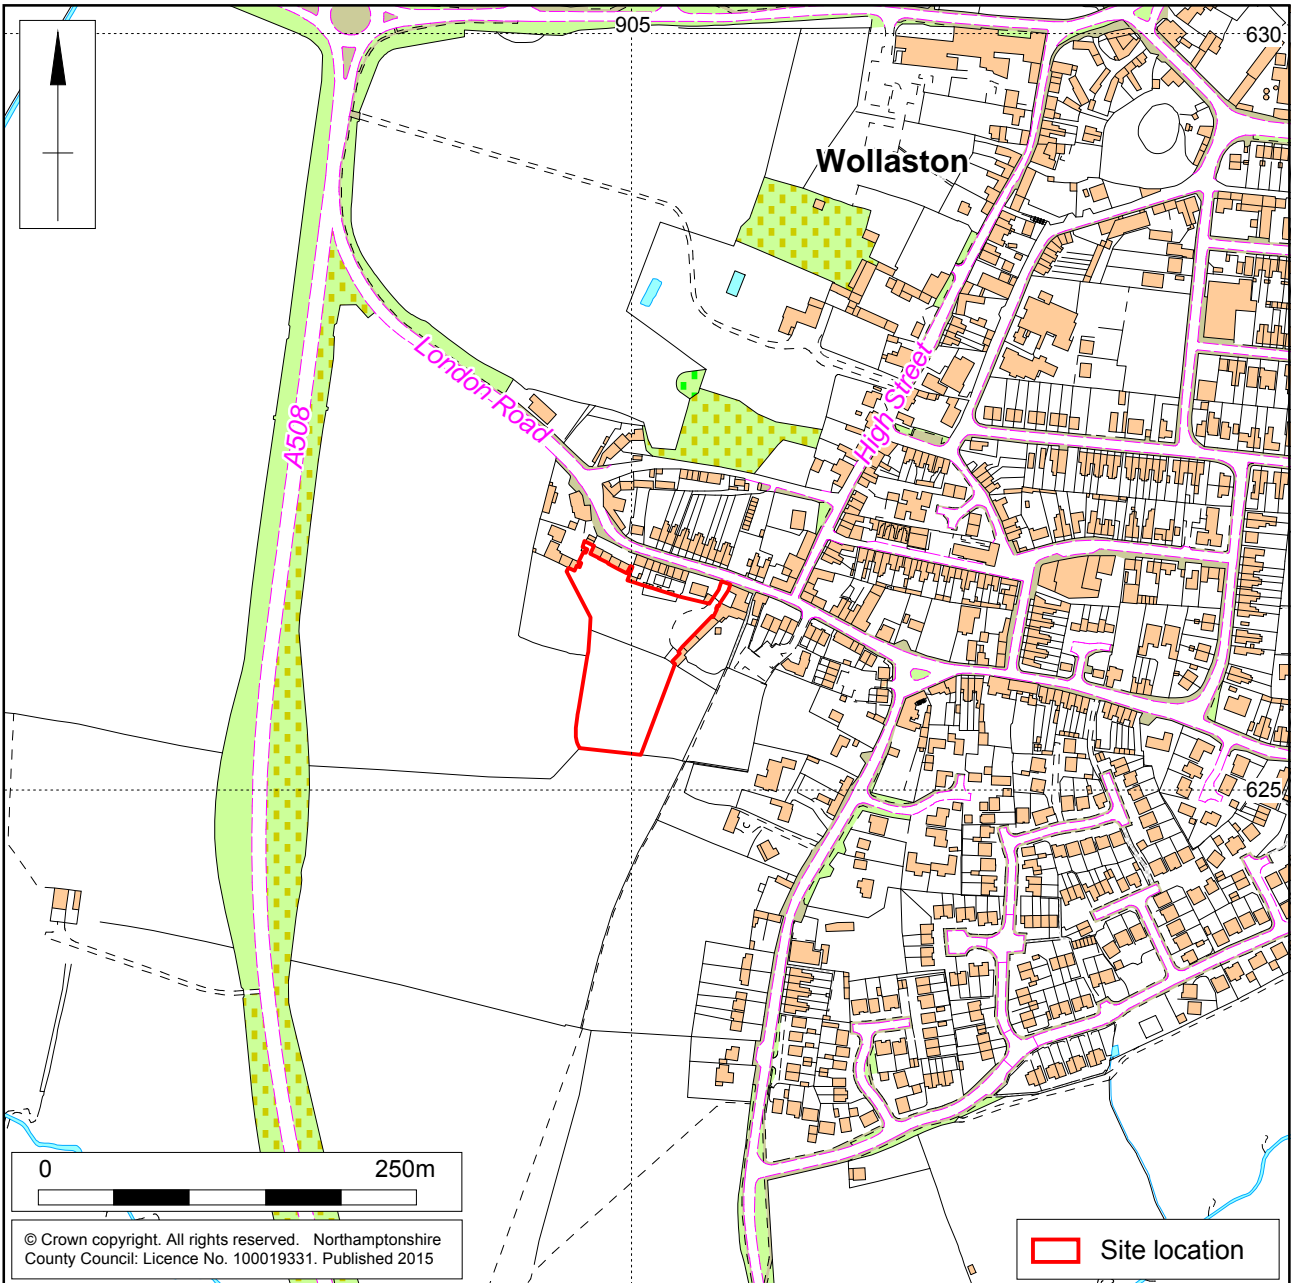 905
630
Wollaston
London Road
A508
High Street
625
0 250m
© Crown copyright. All rights reserved. Northamptonshire
County Council: Licence No. 100019331. Published 2015
Site location